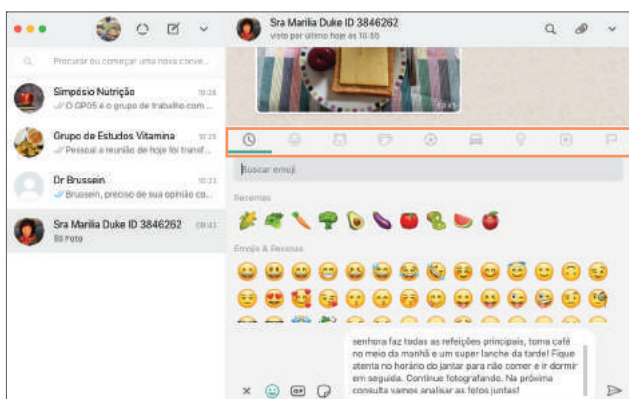 Sra Marilia Duke ID 3846262
visto por último hoje às 10:55
Procurar ou começar uma nova conve...
Simpósio Nutrição
10:28
O GP05 é o grupo de trabalho com ...
Grupo de Estudos Vitamina
10:25
Pessoal a reunião de hoje foi transf...
Dr Brussein
10:23
Brussein, preciso de sua opinião co...
Sra Marilia Duke ID 3846262
09:43
Foto
Buscar emoji
Recentes
Emojis & Pessoas
senhora faz todas as refeições principais, toma café
no meio da manhã e um super lanche da tarde! Fique
atenta no horário do jantar para não comer e ir dormir
em seguida. Continue fotografando. Na próxima
consulta vamos analisar as fotos juntas!
GIF